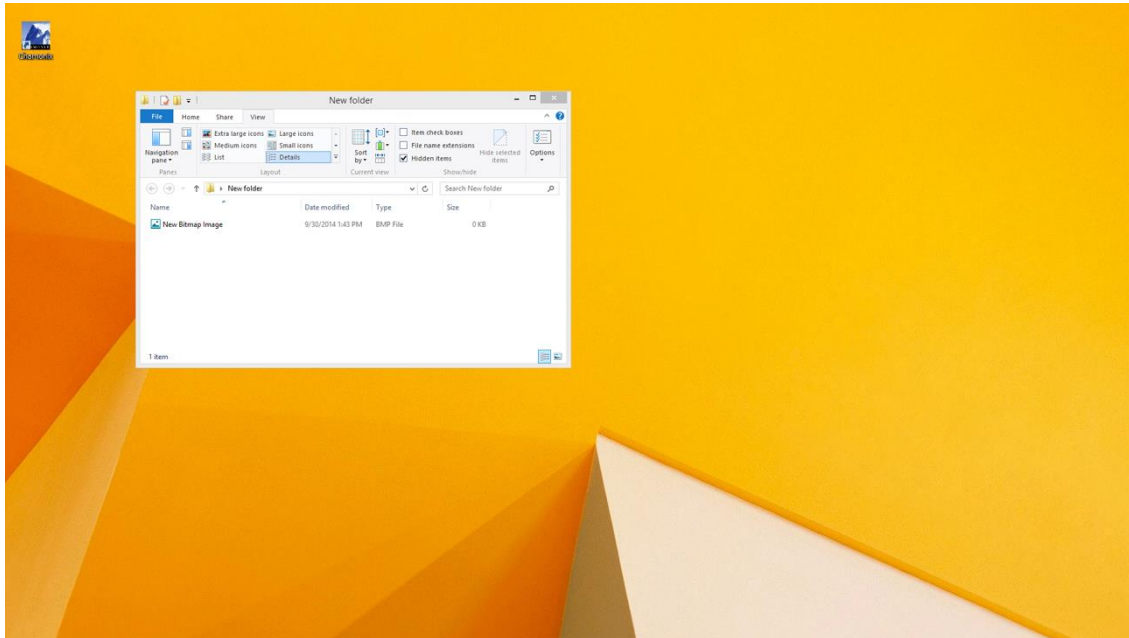 Chamonix
New folder
File Home Share View
Navigation pane
Extra large icons Large icons
Medium icons Small icons
List Details
Sort by
Item check boxes
File name extensions
Hidden items
Hide selected items
Options
Panes Layout Current view Show/hide
New folder Search New folder
Name Date modified Type Size
New Bitmap Image 9/30/2014 1:43 PM BMP File 0 KB
1 item